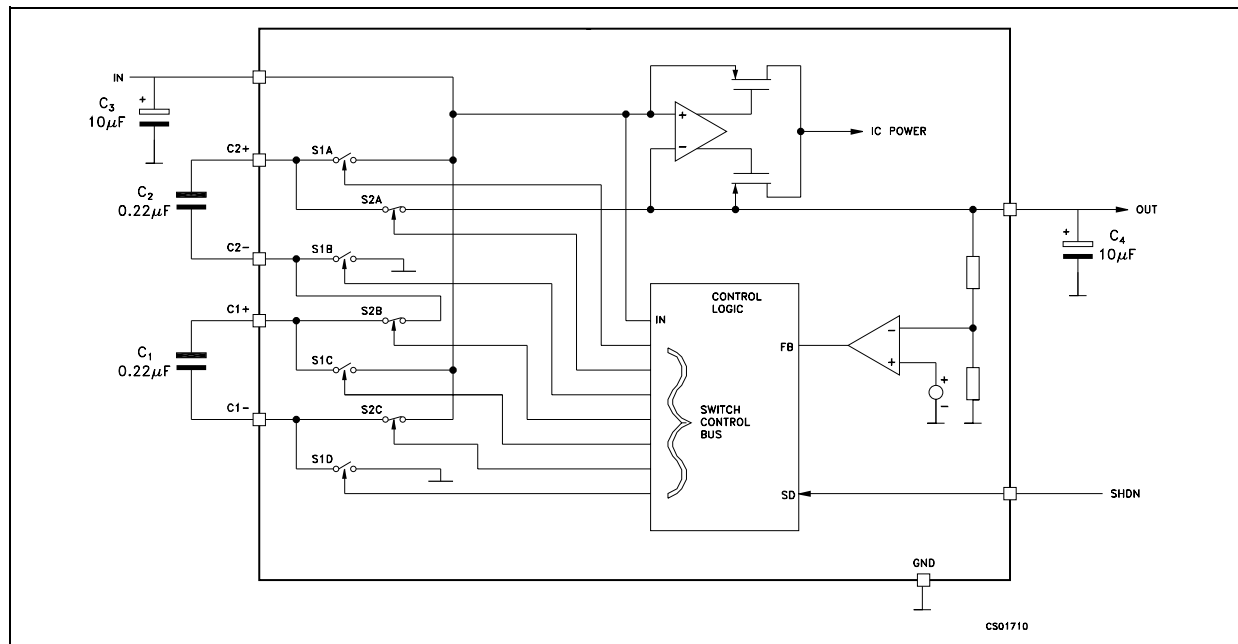 IN
C3
+
10µF
C2+
S1A
C2
0.22µF
S2A
C2-
S1B
C1+
S2B
C1
0.22µF
S1C
C1-
S2C
S1D
+
-
IC POWER
OUT
+
C4
10µF
CONTROL
LOGIC
IN
FB
-
+
+
-
SWITCH
CONTROL
BUS
SD
SHDN
GND
CS01710